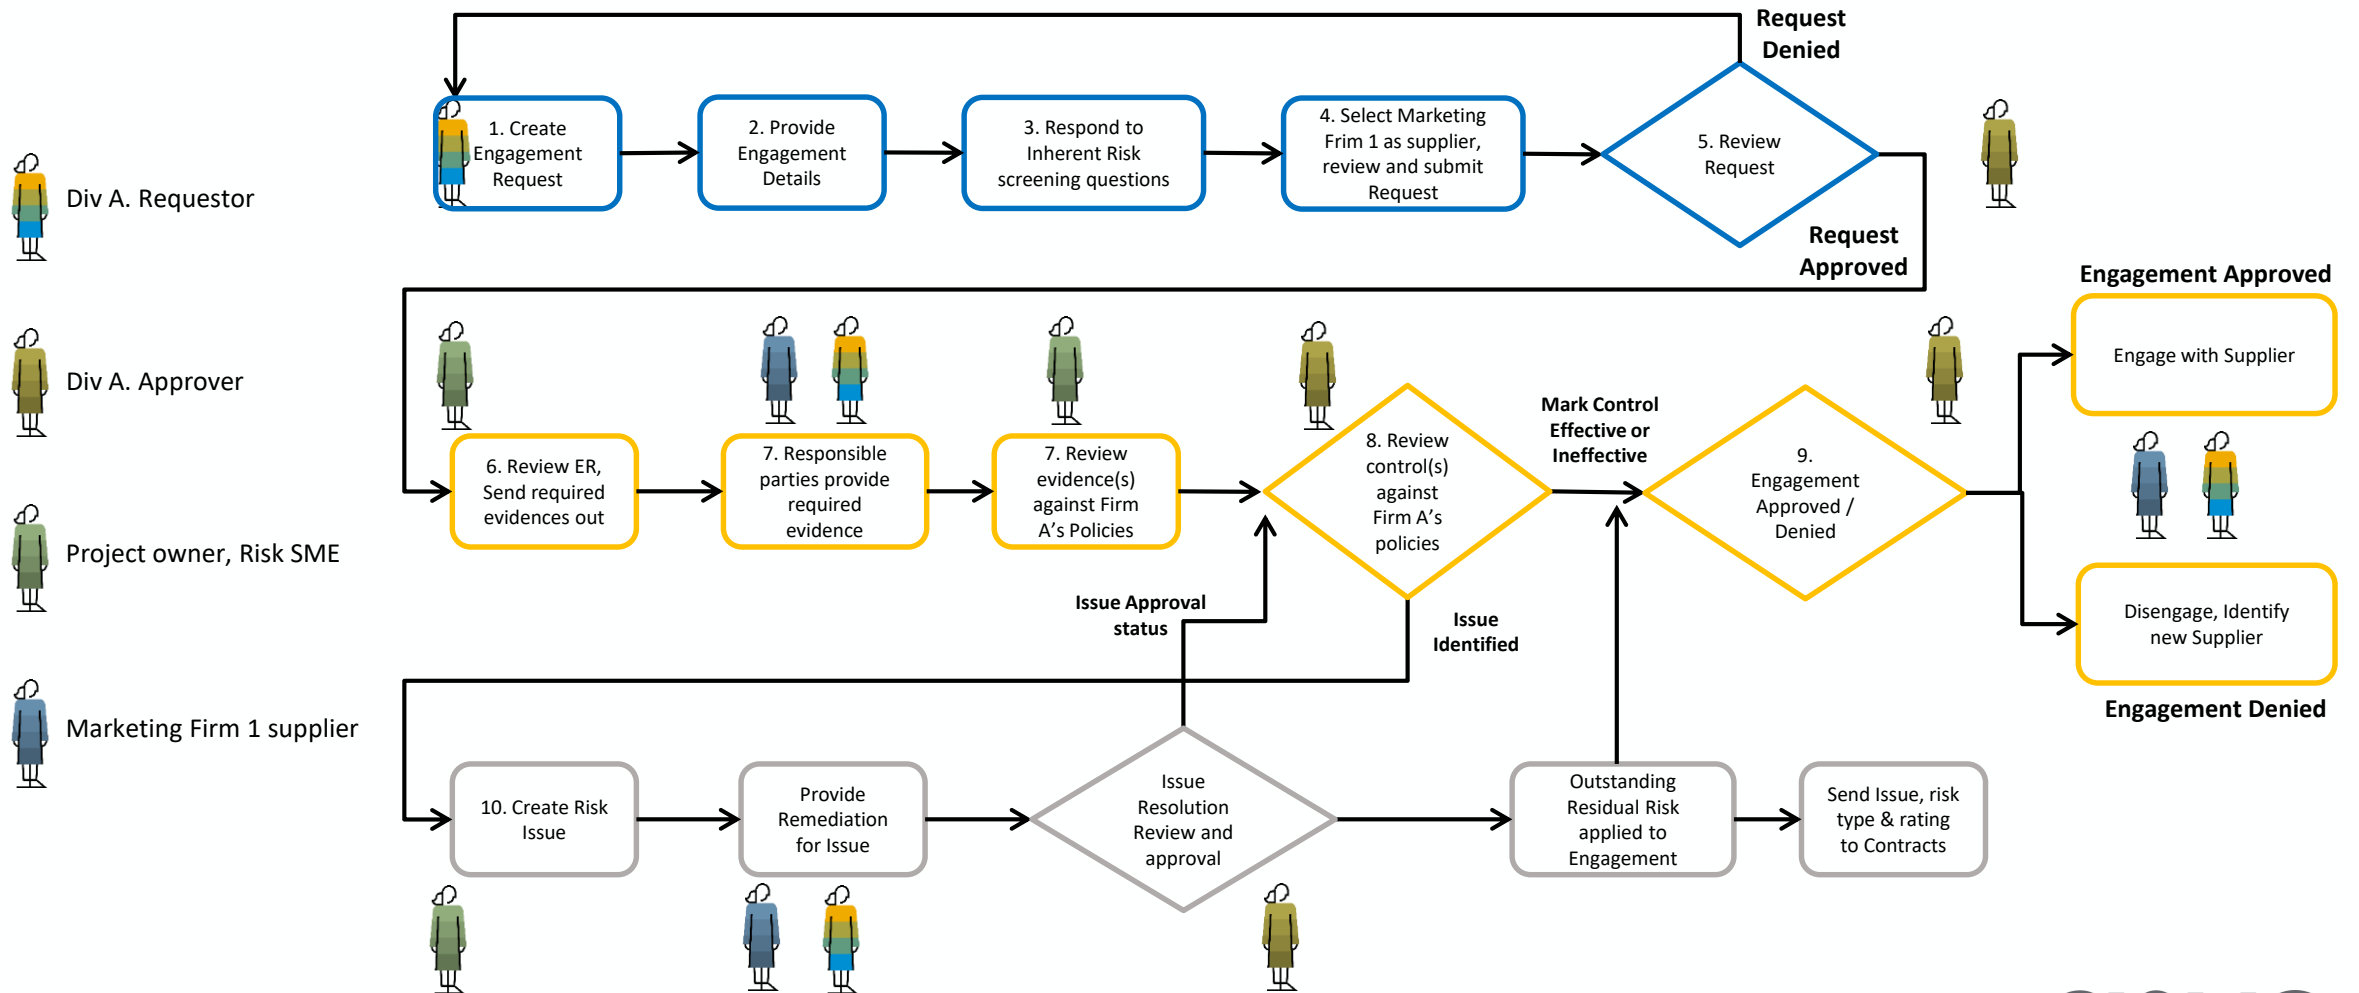 Request
Denied
1. Create
Engagement
Request
2. Provide
Engagement
Details
3. Respond to
Inherent Risk
screening questions
4. Select Marketing
Frim 1 as supplier,
review and submit
Request
5. Review
Request
Div A. Requestor
Request
Approved
Engagement Approved
Engage with Supplier
Div A. Approver
Mark Control
Effective or
Ineffective
6. Review ER,
Send required
evidences out
7. Responsible
parties provide
required
evidence
7. Review
evidence(s)
against Firm
A’s Policies
8. Review
control(s)
against
Firm A’s
policies
9.
Engagement
Approved /
Denied
Project owner, Risk SME
Issue Approval
status
Issue
Identified
Disengage, Identify
new Supplier
Engagement Denied
Marketing Firm 1 supplier
10. Create Risk
Issue
Provide
Remediation
for Issue
Issue
Resolution
Review and
approval
Outstanding
Residual Risk
applied to
Engagement
Send Issue, risk
type & rating
to Contracts